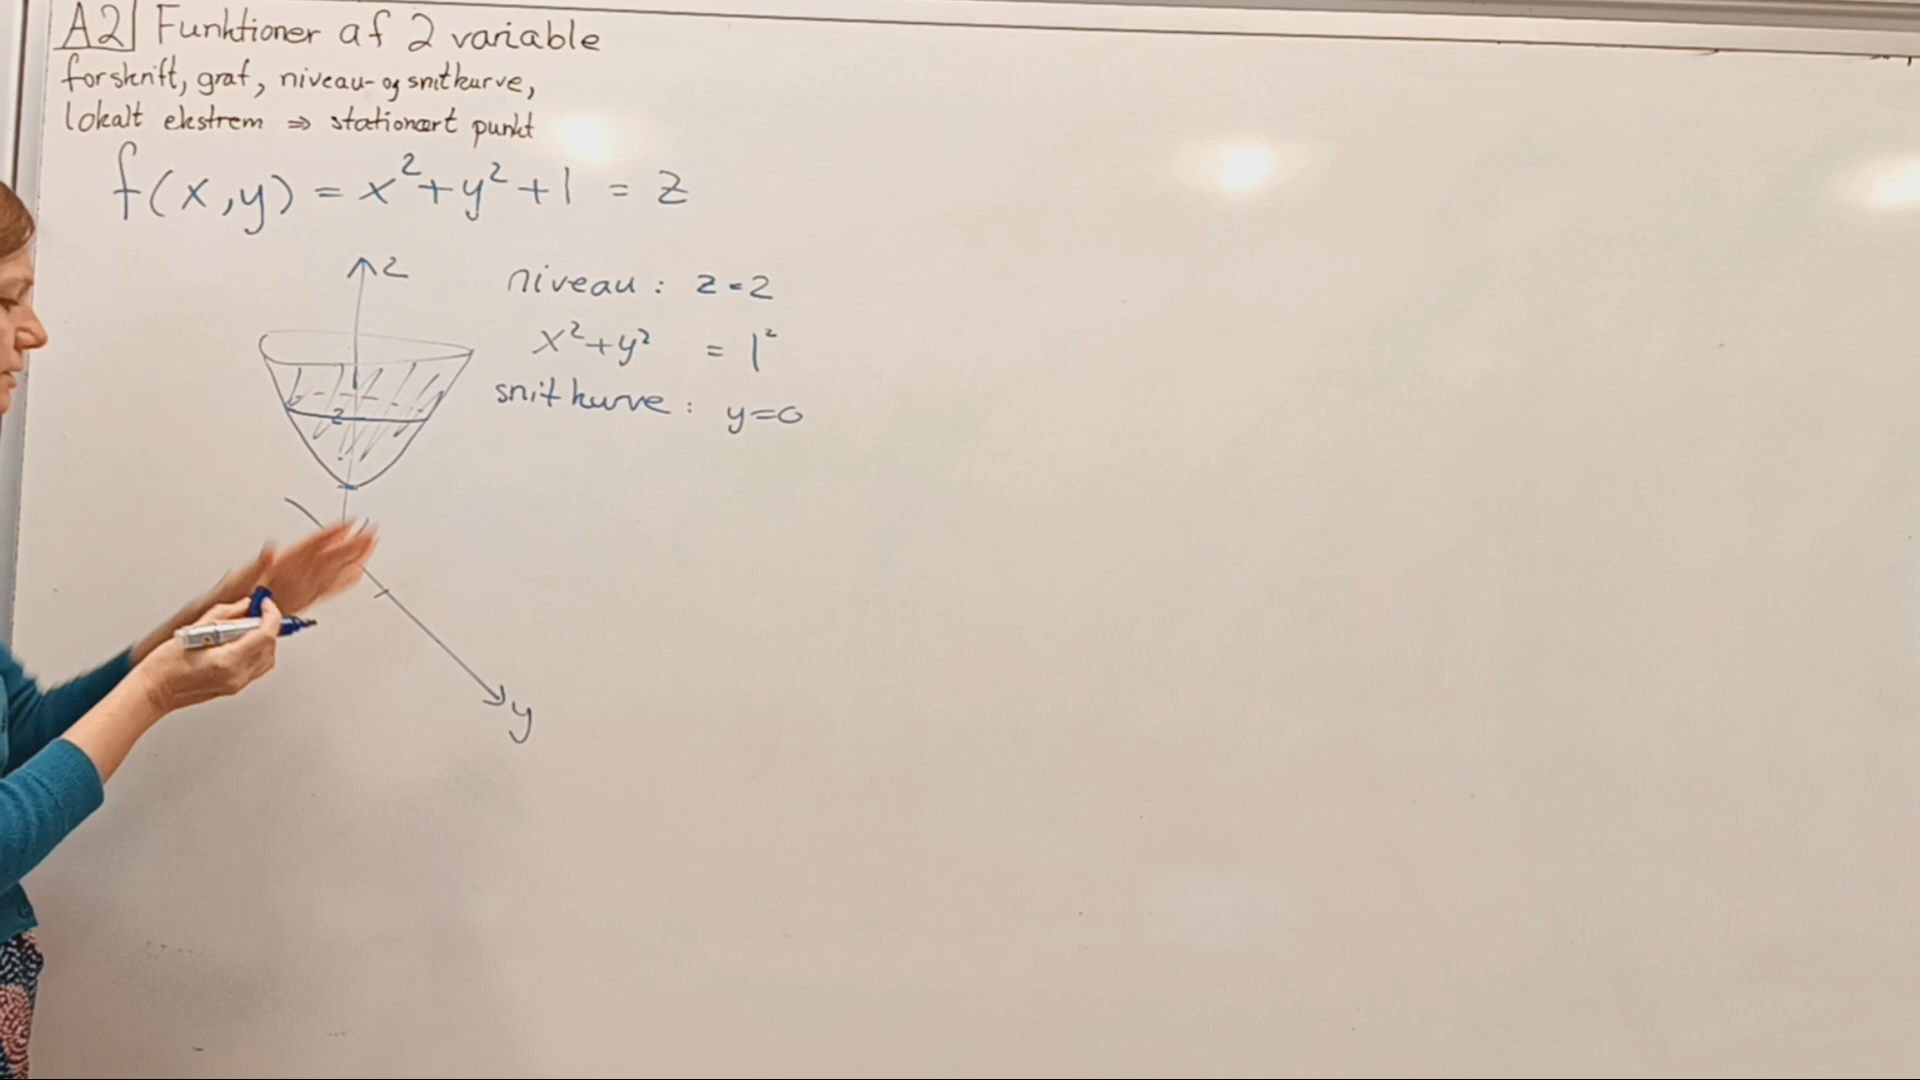 A2 Funktioner af 2 variable
forskrift, graf, niveau- og snitkurve,
lokalt ekstrem ⇒ stationært punkt
f(x,y) = x²+y²+1 = z
z
niveau: z=2
x²+y² = 1²
snitkurve: y=0
2
y